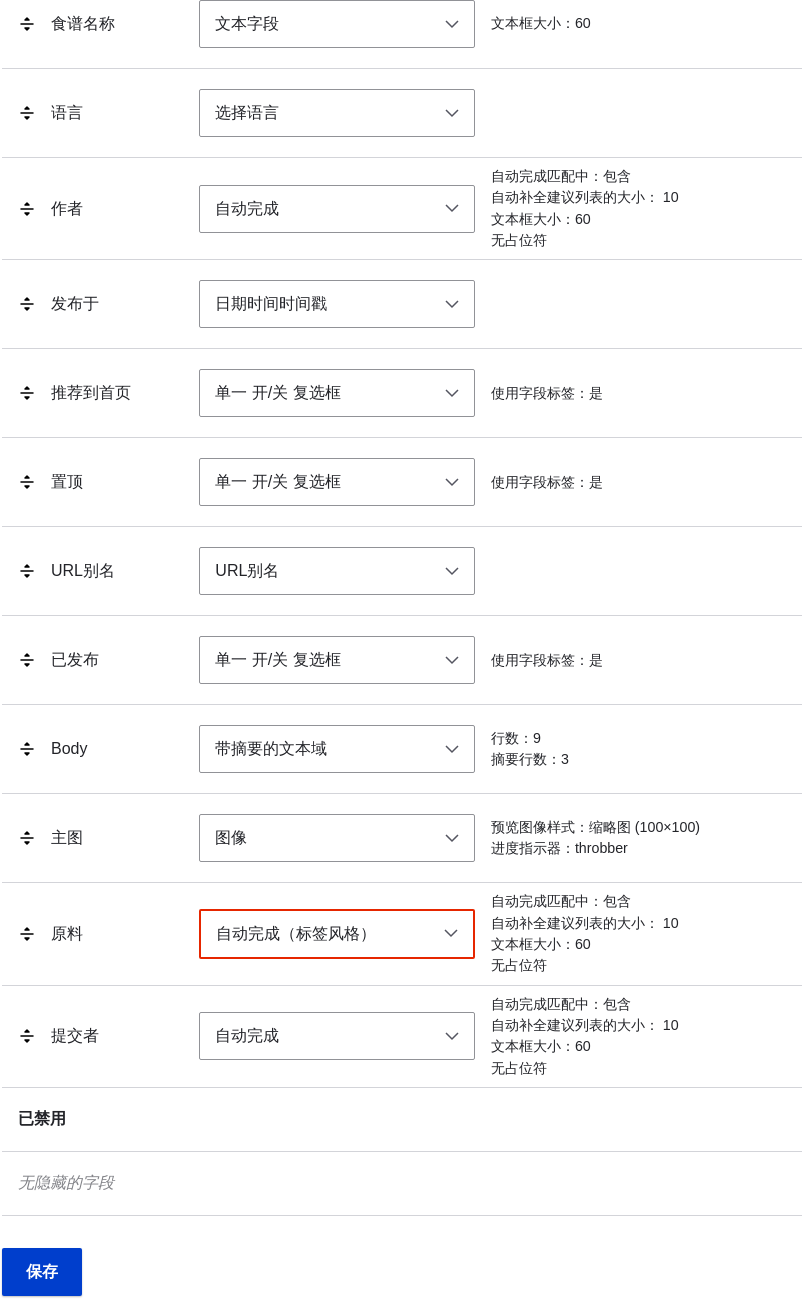 食谱名称 文本字段 文本框大小：60
语言 选择语言
作者 自动完成 自动完成匹配中：包含
自动补全建议列表的大小： 10
文本框大小：60
无占位符
发布于 日期时间时间戳
推荐到首页 单一 开/关 复选框 使用字段标签：是
置顶 单一 开/关 复选框 使用字段标签：是
URL别名 URL别名
已发布 单一 开/关 复选框 使用字段标签：是
Body 带摘要的文本域 行数：9
摘要行数：3
主图 图像 预览图像样式：缩略图 (100×100)
进度指示器：throbber
原料 自动完成（标签风格） 自动完成匹配中：包含
自动补全建议列表的大小： 10
文本框大小：60
无占位符
提交者 自动完成 自动完成匹配中：包含
自动补全建议列表的大小： 10
文本框大小：60
无占位符
已禁用
无隐藏的字段
保存